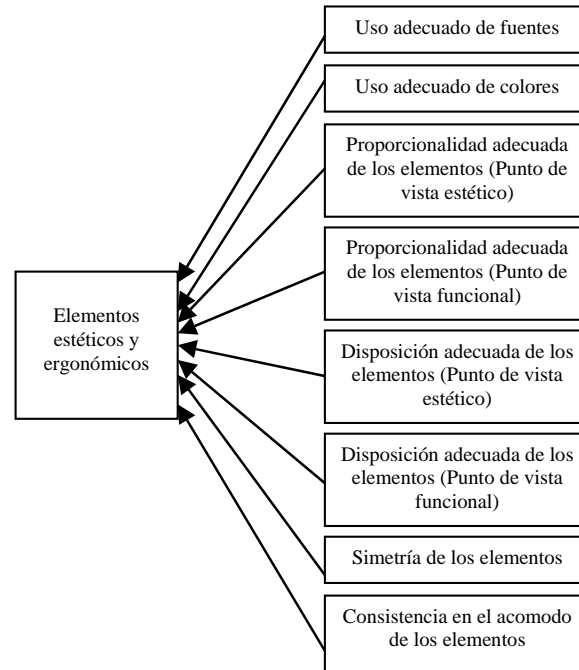 Uso adecuado de fuentes
Uso adecuado de colores
Proporcionalidad adecuada
de los elementos (Punto de
vista estético)
Proporcionalidad adecuada
de los elementos (Punto de
vista funcional)
Elementos
estéticos y
ergonómicos
Disposición adecuada de los
elementos (Punto de vista
estético)
Disposición adecuada de los
elementos (Punto de vista
funcional)
Simetría de los elementos
Consistencia en el acomodo
de los elementos